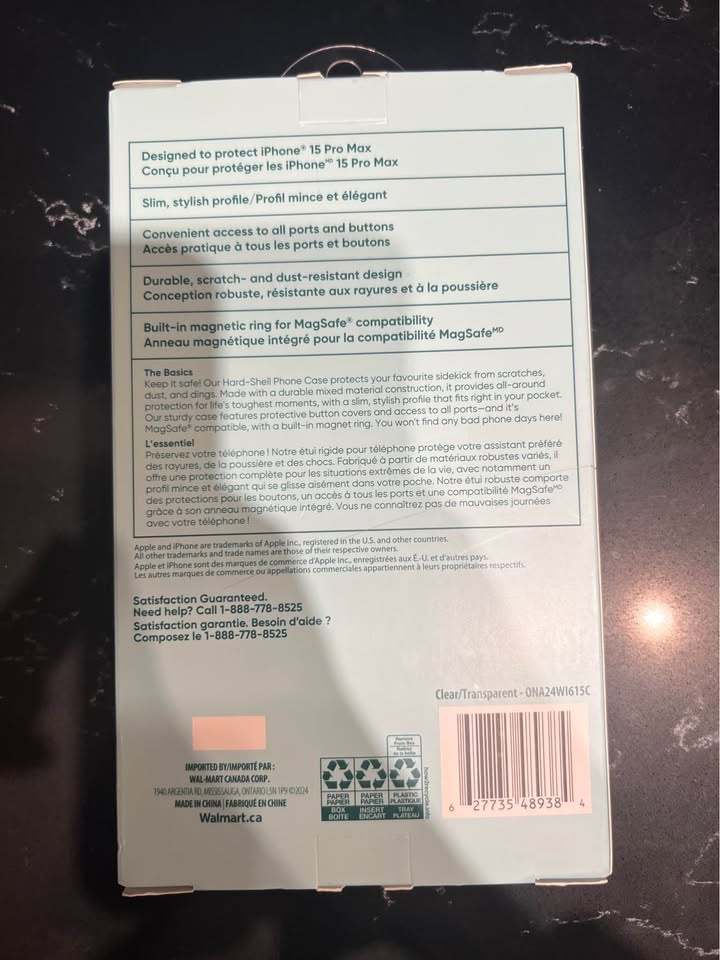 Designed to protect iPhone® 15 Pro Max
Conçu pour protéger les iPhoneᴹᴰ 15 Pro Max
Slim, stylish profile/Profil mince et élégant
Convenient access to all ports and buttons
Accès pratique à tous les ports et boutons
Durable, scratch- and dust-resistant design
Conception robuste, résistante aux rayures et à la poussière
Built-in magnetic ring for MagSafe® compatibility
Anneau magnétique intégré pour la compatibilité MagSafeᴹᴰ
The Basics
Keep it safe! Our Hard-Shell Phone Case protects your favourite sidekick from scratches,
dust, and dings. Made with a durable mixed material construction, it provides all-around
protection for life's toughest moments, with a slim, stylish profile that fits right in your pocket.
Our sturdy case features protective button covers and access to all ports—and it's
MagSafe® compatible, with a built-in magnet ring. You won't find any bad phone days here!
L'essentiel
Préservez votre téléphone ! Notre étui rigide pour téléphone protège votre assistant préféré
des rayures, de la poussière et des chocs. Fabriqué à partir de matériaux robustes variés, il
offre une protection complète pour les situations extrêmes de la vie, avec notamment un
profil mince et élégant qui se glisse aisément dans votre poche. Notre étui robuste comporte
des protections pour les boutons, un accès à tous les ports et une compatibilité MagSafeᴹᴰ
grâce à son anneau magnétique intégré. Vous ne connaîtrez pas de mauvaises journées
avec votre téléphone !
Apple and iPhone are trademarks of Apple Inc., registered in the U.S. and other countries.
All other trademarks and trade names are those of their respective owners.
Apple et iPhone sont des marques de commerce d'Apple Inc., enregistrées aux É.-U. et d'autres pays.
Les autres marques de commerce ou appellations commerciales appartiennent à leurs propriétaires respectifs.
Satisfaction Guaranteed.
Need help? Call 1-888-778-8525
Satisfaction garantie. Besoin d'aide ?
Composez le 1-888-778-8525
Clear/Transparent - ONA24WI615C
IMPORTED BY/IMPORTÉ PAR :
WAL-MART CANADA CORP.
1940 ARGENTIA RD, MISSISSAUGA, ONTARIO L5N 1P9 ©2024
MADE IN CHINA | FABRIQUÉ EN CHINE
Walmart.ca
Remove
From Box
Retirez
de la boîte
PAPER PAPER PLASTIC
PAPIER PAPIER PLASTIQUE
BOX INSERT TRAY
BOÎTE ENCART PLATEAU
how2recycle.info
6 27735 48938 4